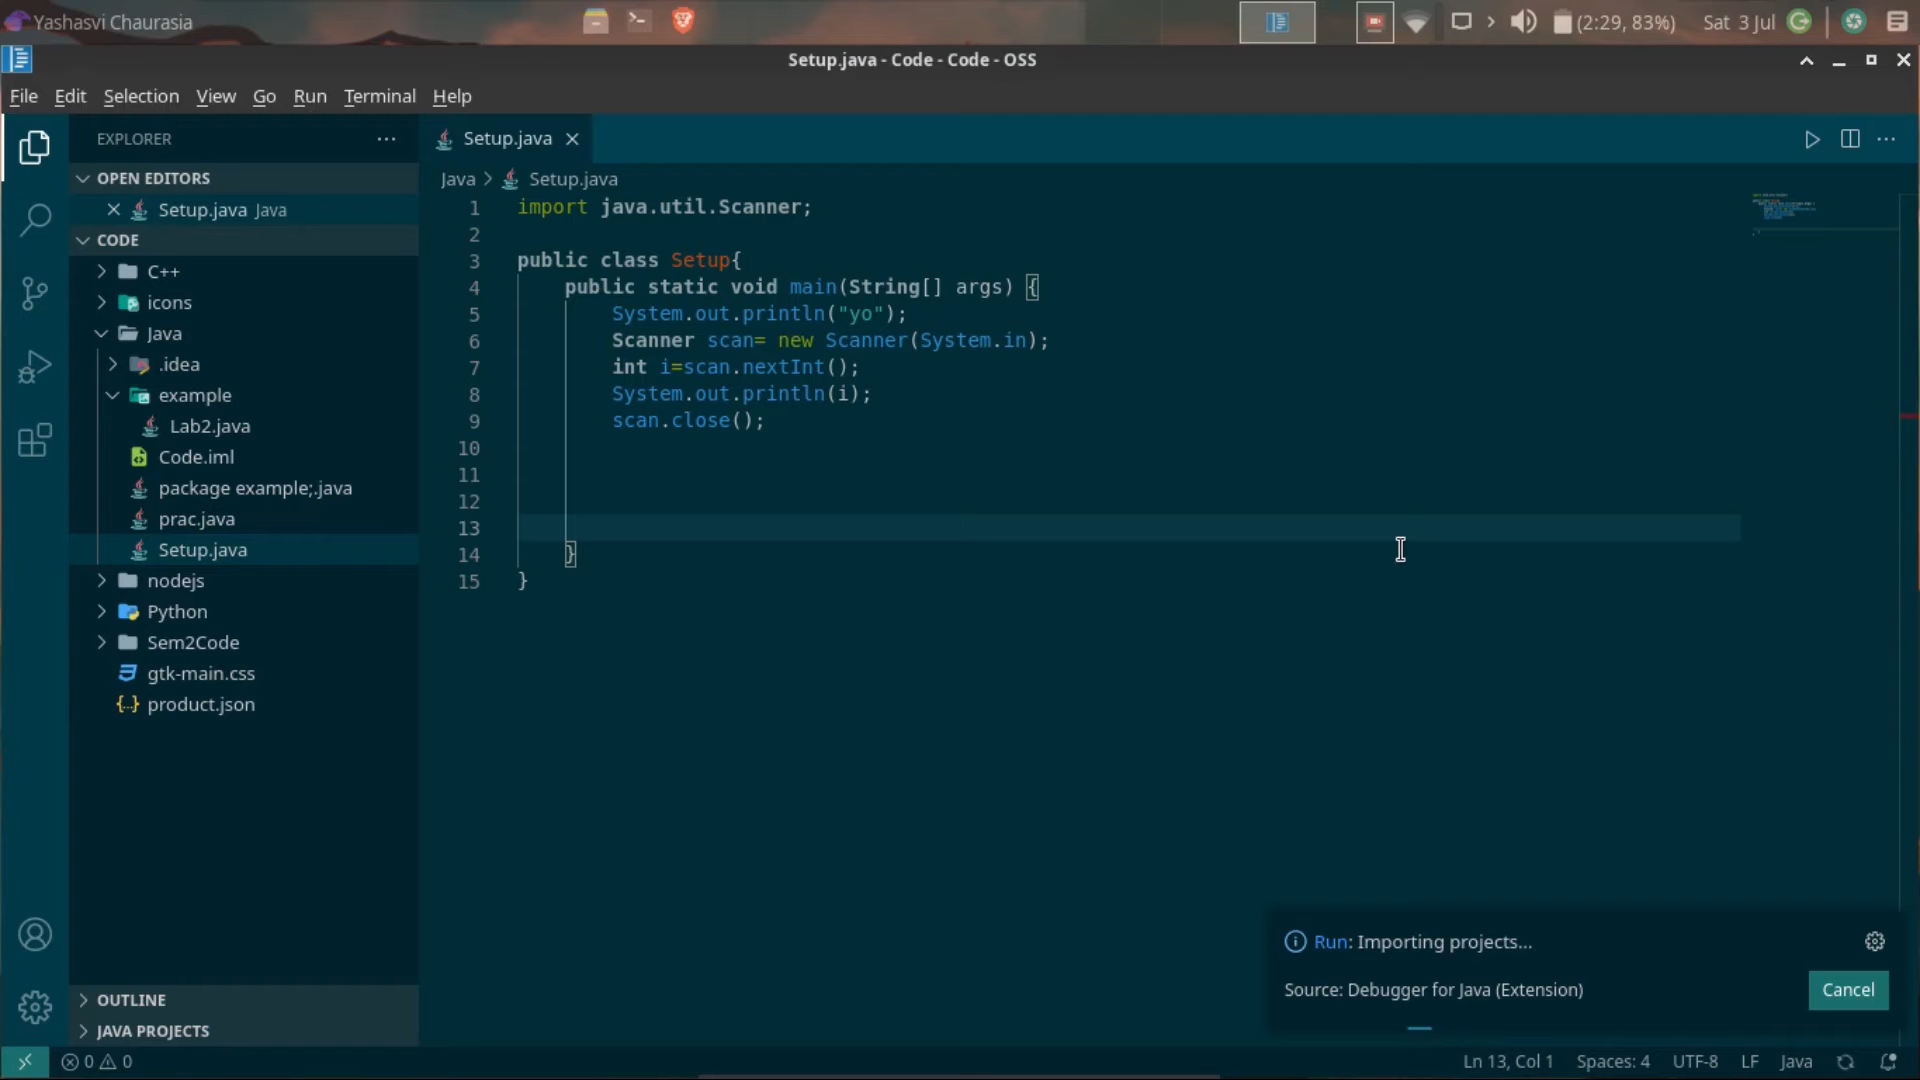 Yashasvi Chaurasia
(2:29, 83%)
Sat 3 Jul
Setup.java - Code - Code - OSS
File Edit Selection View Go Run Terminal Help
EXPLORER
OPEN EDITORS
Setup.java Java
CODE
C++
icons
Java
.idea
example
Lab2.java
Code.iml
package example;.java
prac.java
Setup.java
nodejs
Python
Sem2Code
gtk-main.css
product.json
OUTLINE
JAVA PROJECTS
Setup.java
Java > Setup.java
1 import java.util.Scanner;
2
3 public class Setup{
4 public static void main(String[] args) {
5 System.out.println("yo");
6 Scanner scan= new Scanner(System.in);
7 int i=scan.nextInt();
8 System.out.println(i);
9 scan.close();
10
11
12
13
14 }
15 }
Run: Importing projects...
Source: Debugger for Java (Extension)
Cancel
0 0
Ln 13, Col 1 Spaces: 4 UTF-8 LF Java